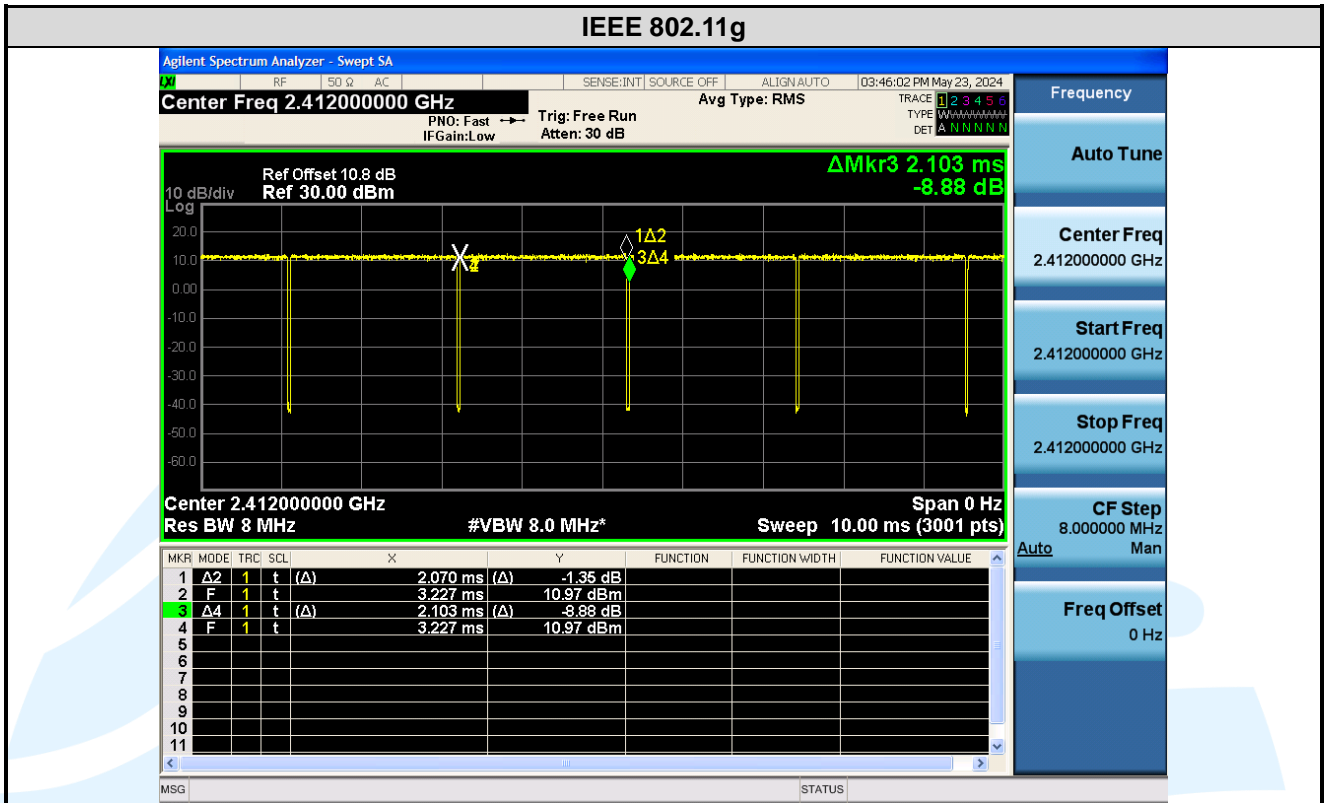 IEEE 802.11g
Agilent Spectrum Analyzer - Swept SA
LXI RF 50 Ω AC SENSE:INT SOURCE OFF ALIGN AUTO 03:46:02 PM May 23, 2024
Center Freq 2.412000000 GHz
PNO: Fast
IFGain:Low
Trig: Free Run
Atten: 30 dB
Avg Type: RMS
TRACE 1 2 3 4 5 6
TYPE WWWWWW
DET A N N N N N
ΔMkr3 2.103 ms
-8.88 dB
Ref Offset 10.8 dB
10 dB/div Ref 30.00 dBm
Log
20.0
10.0
0.00
-10.0
-20.0
-30.0
-40.0
-50.0
-60.0
1Δ2
3Δ4
Center 2.412000000 GHz Span 0 Hz
Res BW 8 MHz #VBW 8.0 MHz* Sweep 10.00 ms (3001 pts)
MKR MODE TRC SCL X Y FUNCTION FUNCTION WIDTH FUNCTION VALUE
1 Δ2 1 t (Δ) 2.070 ms (Δ) -1.35 dB
2 F 1 t 3.227 ms 10.97 dBm
3 Δ4 1 t (Δ) 2.103 ms (Δ) -8.88 dB
4 F 1 t 3.227 ms 10.97 dBm
5
6
7
8
9
10
11
MSG STATUS
Frequency
Auto Tune
Center Freq
2.412000000 GHz
Start Freq
2.412000000 GHz
Stop Freq
2.412000000 GHz
CF Step
8.000000 MHz
Auto Man
Freq Offset
0 Hz